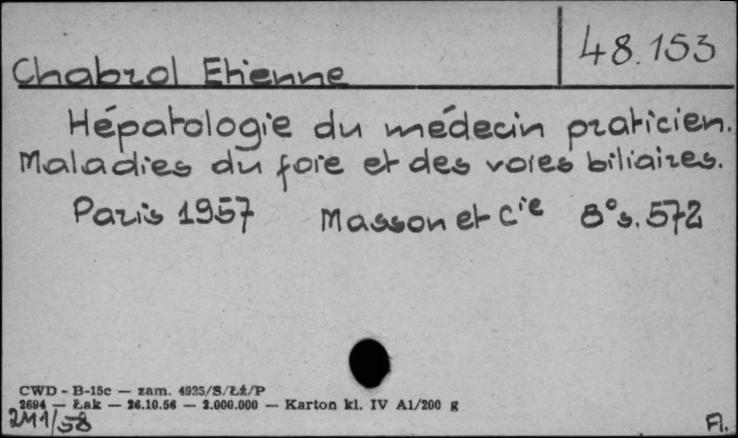 48.153
Chabrol Etienne
Hépatologie du médecin praticien.
Maladies du foie et des voies biliaires.
Paris 1957 Masson et Cie 8° s. 572
CWD - B-15c — zam. 4925/S/Łź/P
2694 — Łak — 26.10.56 — 2.000.000 — Karton kl. IV A1/200 g
2411/58
A.